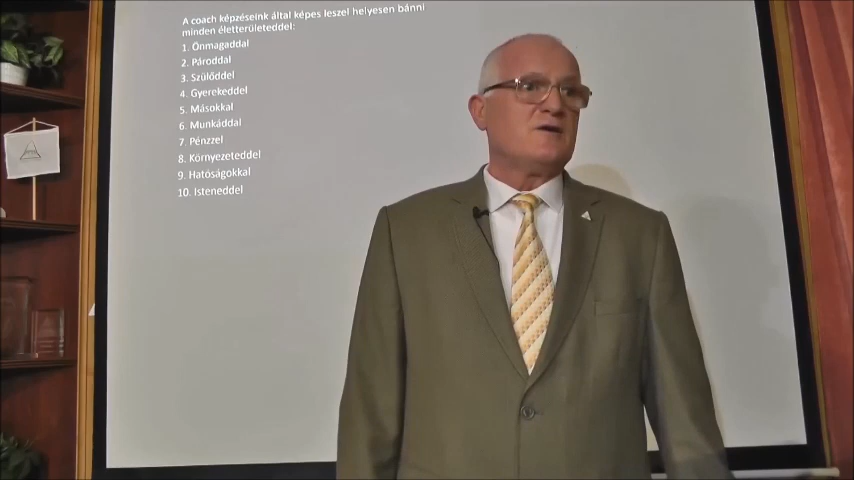 A coach képzéseink által képes leszel helyesen bánni
minden életterületeddel:
1. Önmagaddal
2. Pároddal
3. Szülőddel
4. Gyerekeddel
5. Másokkal
6. Munkáddal
7. Pénzzel
8. Környezeteddel
9. Hatóságokkal
10. Isteneddel